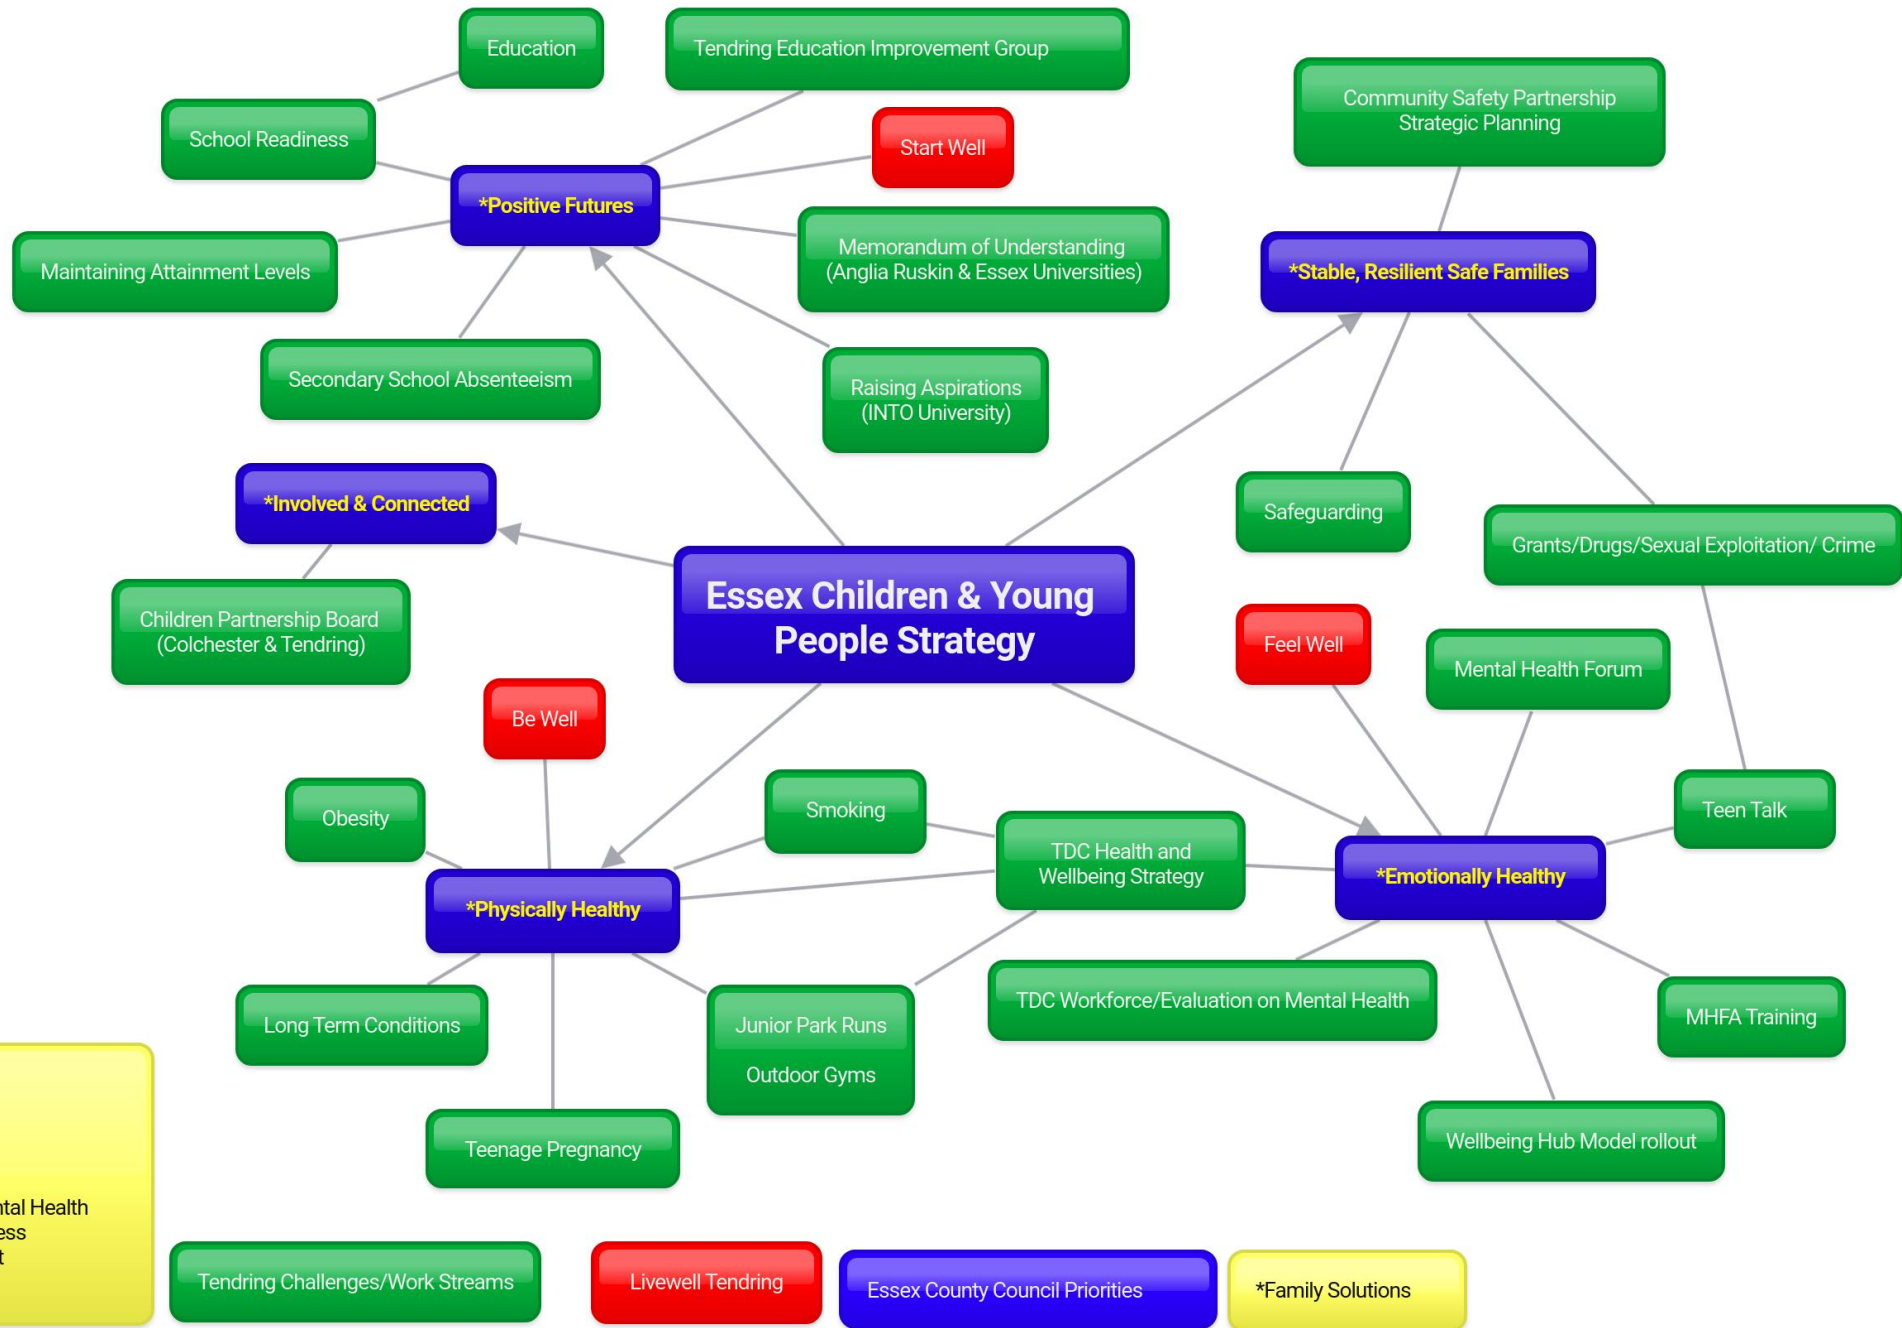 Education
Tendring Education Improvement Group
Community Safety Partnership
Strategic Planning
School Readiness
Start Well
*Positive Futures
Memorandum of Understanding
(Anglia Ruskin & Essex Universities)
*Stable, Resilient Safe Families
Maintaining Attainment Levels
Secondary School Absenteeism
Raising Aspirations
(INTO University)
*Involved & Connected
Safeguarding
Grants/Drugs/Sexual Exploitation/ Crime
Essex Children & Young
People Strategy
Children Partnership Board
(Colchester & Tendring)
Feel Well
Mental Health Forum
Be Well
Obesity
Smoking
TDC Health and
Wellbeing Strategy
Teen Talk
*Physically Healthy
*Emotionally Healthy
Long Term Conditions
Junior Park Runs
Outdoor Gyms
TDC Workforce/Evaluation on Mental Health
MHFA Training
Teenage Pregnancy
Wellbeing Hub Model rollout
Health
Tendring Challenges/Work Streams
Livewell Tendring
Essex County Council Priorities
*Family Solutions